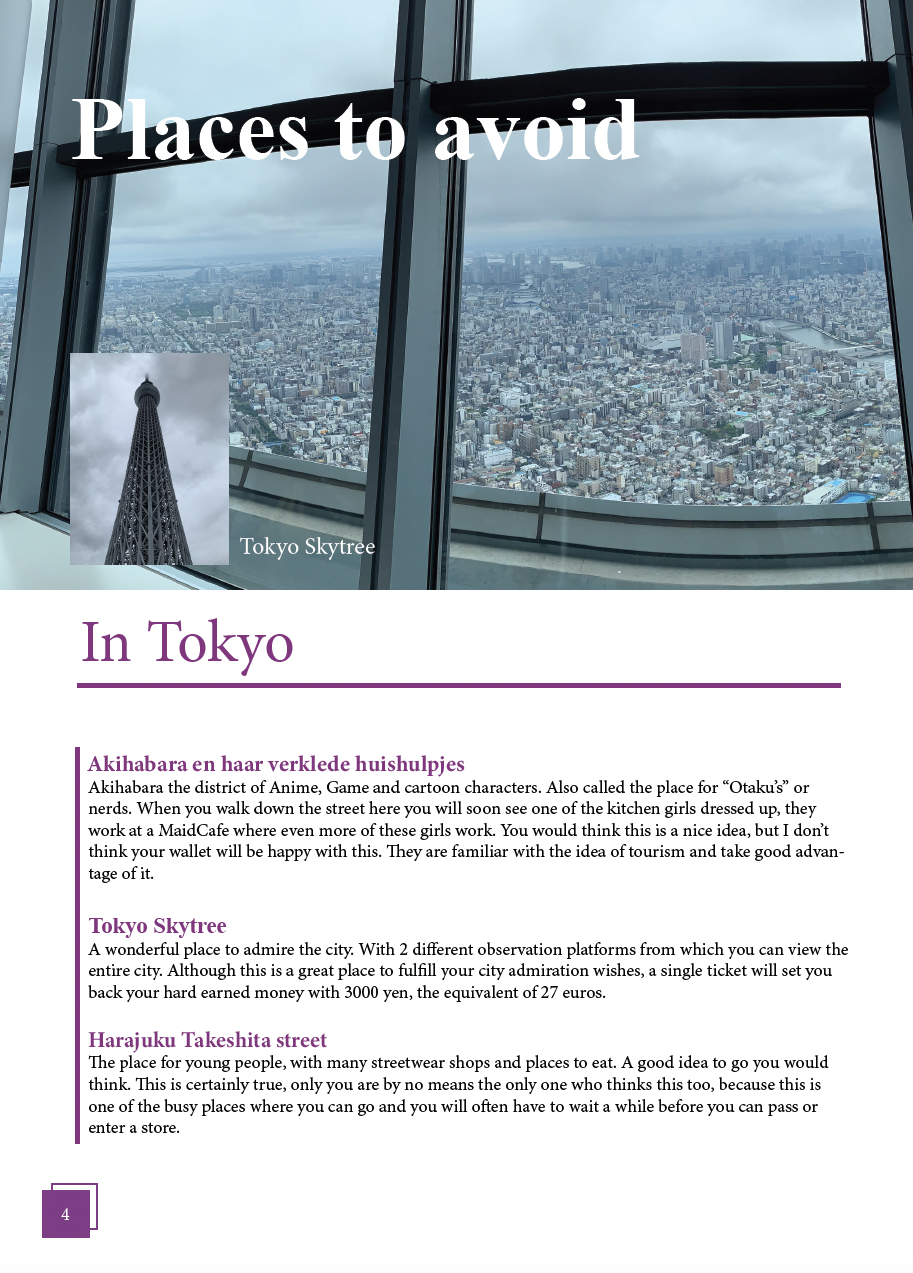 Places to avoid
Tokyo Skytree
In Tokyo
Akihabara en haar verklede huishulpjes
Akihabara the district of Anime, Game and cartoon characters. Also called the place for “Otaku’s” or
nerds. When you walk down the street here you will soon see one of the kitchen girls dressed up, they
work at a MaidCafe where even more of these girls work. You would think this is a nice idea, but I don’t
think your wallet will be happy with this. They are familiar with the idea of tourism and take good advan-
tage of it.
Tokyo Skytree
A wonderful place to admire the city. With 2 different observation platforms from which you can view the
entire city. Although this is a great place to fulfill your city admiration wishes, a single ticket will set you
back your hard earned money with 3000 yen, the equivalent of 27 euros.
Harajuku Takeshita street
The place for young people, with many streetwear shops and places to eat. A good idea to go you would
think. This is certainly true, only you are by no means the only one who thinks this too, because this is
one of the busy places where you can go and you will often have to wait a while before you can pass or
enter a store.
4